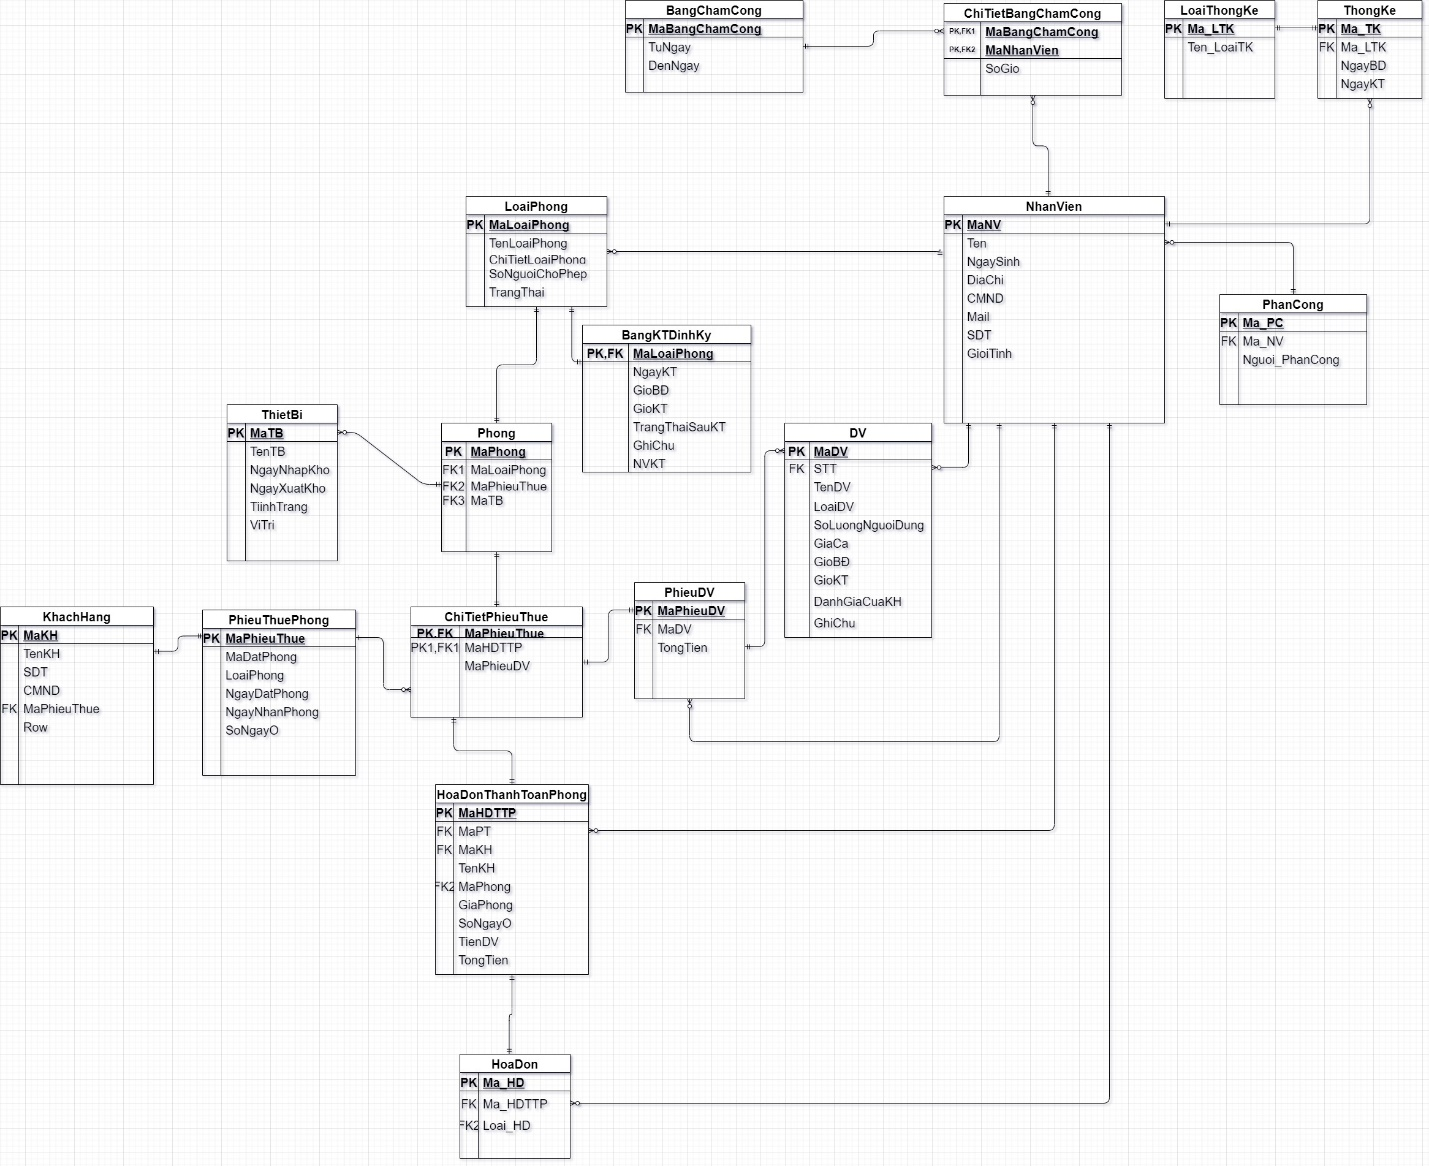 BangChamCong
PK MaBangChamCong
TuNgay
DenNgay
ChiTietBangChamCong
PK,FK1 MaBangChamCong
PK,FK2 MaNhanVien
SoGio
LoaiThongKe
PK Ma_LTK
Ten_LoaiTK
ThongKe
PK Ma_TK
FK Ma_LTK
NgayBD
NgayKT
LoaiPhong
PK MaLoaiPhong
TenLoaiPhong
ChiTietLoaiPhong
SoNguoiChoPhep
TrangThai
NhanVien
PK MaNV
Ten
NgaySinh
DiaChi
CMND
Mail
SDT
GioiTinh
PhanCong
PK Ma_PC
FK Ma_NV
Nguoi_PhanCong
BangKTDinhKy
PK,FK MaLoaiPhong
NgayKT
GioBĐ
GioKT
TrangThaiSauKT
GhiChu
NVKT
ThietBi
PK MaTB
TenTB
NgayNhapKho
NgayXuatKho
TiinhTrang
ViTri
Phong
PK MaPhong
FK1 MaLoaiPhong
FK2 MaPhieuThue
FK3 MaTB
DV
PK MaDV
FK STT
TenDV
LoaiDV
SoLuongNguoiDung
GiaCa
GioBĐ
GioKT
DanhGiaCuaKH
GhiChu
KhachHang
PK MaKH
TenKH
SDT
CMND
FK MaPhieuThue
Row
PhieuThuePhong
PK MaPhieuThue
MaDatPhong
LoaiPhong
NgayDatPhong
NgayNhanPhong
SoNgayO
ChiTietPhieuThue
PK,FK MaPhieuThue
PK1,FK1 MaHDTTP
MaPhieuDV
PhieuDV
PK MaPhieuDV
FK MaDV
TongTien
HoaDonThanhToanPhong
PK MaHDTTP
FK MaPT
FK MaKH
TenKH
FK2 MaPhong
GiaPhong
SoNgayO
TienDV
TongTien
HoaDon
PK Ma_HD
FK Ma_HDTTP
FK2 Loai_HD